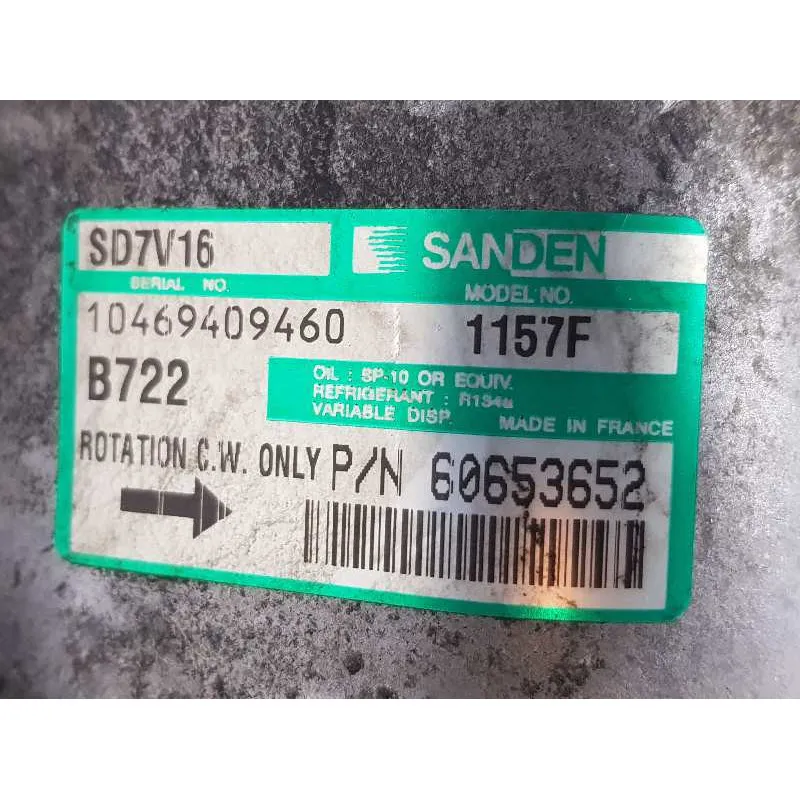 SD7V16
SANDEN
SERIAL NO.
MODEL NO.
10469409460
1157F
B722
OIL : SP-10 OR EQUIV.
REFRIGERANT : R134a
VARIABLE DISP.
MADE IN FRANCE
ROTATION C.W. ONLY
P/N 60653652